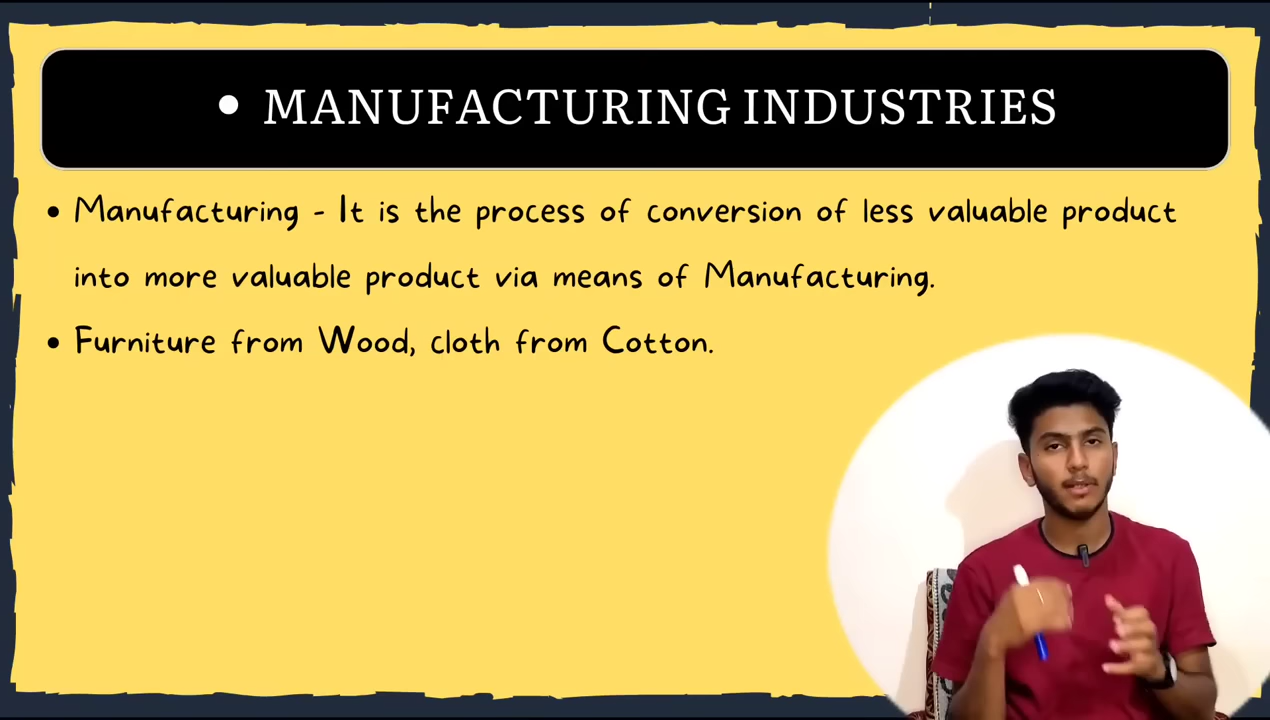 • MANUFACTURING INDUSTRIES
• Manufacturing - It is the process of conversion of less valuable product
into more valuable product via means of Manufacturing.
• Furniture from Wood, cloth from Cotton.